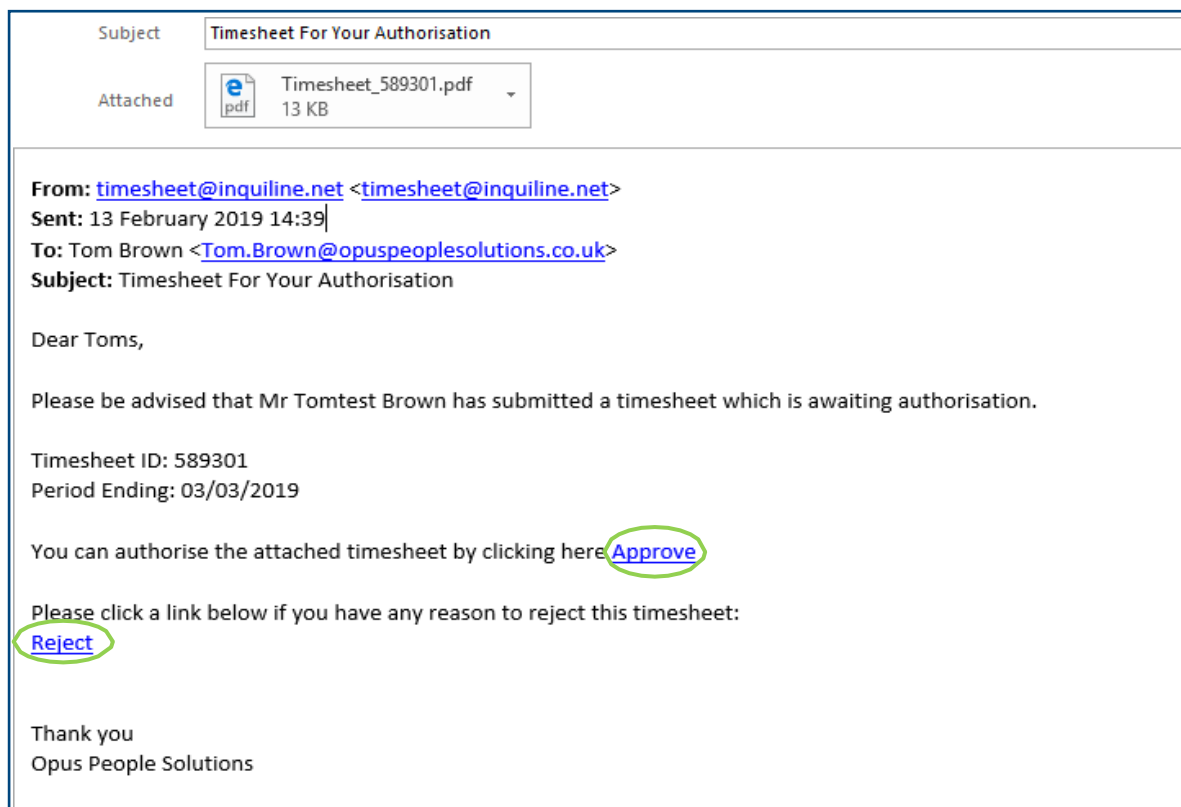 Subject Timesheet For Your Authorisation
Attached
pdf
Timesheet_589301.pdf
13 KB
From: timesheet@inquiline.net <timesheet@inquiline.net>
Sent: 13 February 2019 14:39
To: Tom Brown <Tom.Brown@opuspeoplesolutions.co.uk>
Subject: Timesheet For Your Authorisation
Dear Toms,
Please be advised that Mr Tomtest Brown has submitted a timesheet which is awaiting authorisation.
Timesheet ID: 589301
Period Ending: 03/03/2019
You can authorise the attached timesheet by clicking here Approve
Please click a link below if you have any reason to reject this timesheet:
Reject
Thank you
Opus People Solutions